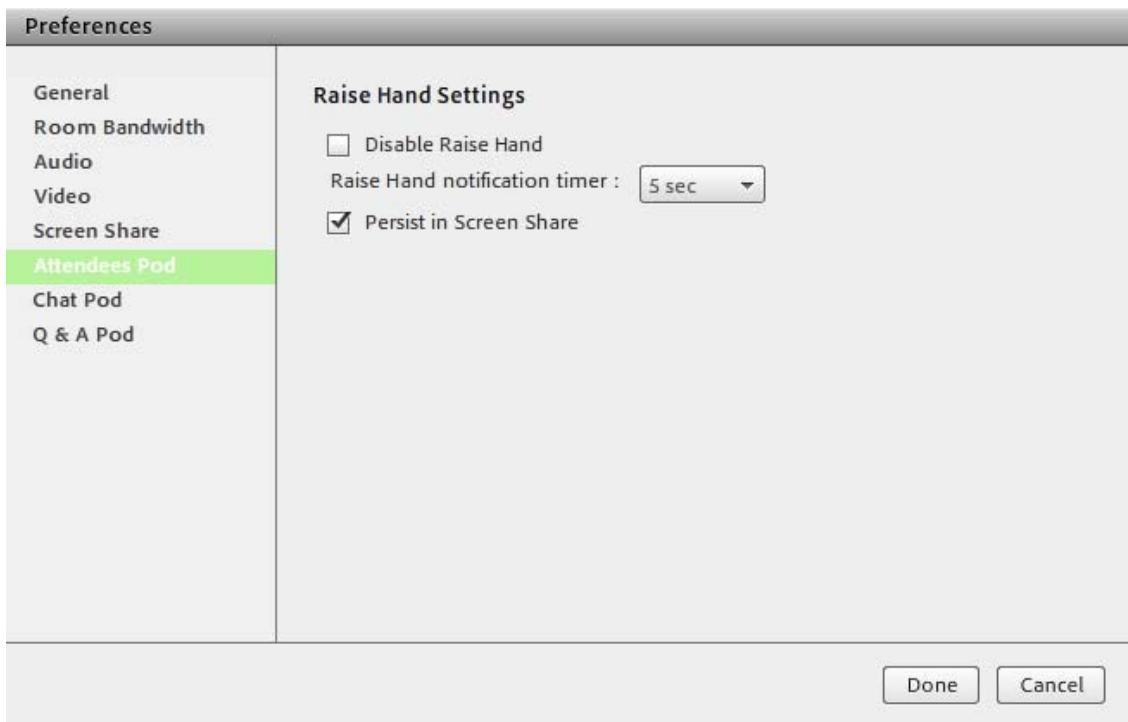 Preferences
General
Room Bandwidth
Audio
Video
Screen Share
Attendees Pod
Chat Pod
Q & A Pod
Raise Hand Settings
Disable Raise Hand
Raise Hand notification timer : 5 sec
Persist in Screen Share
Done Cancel